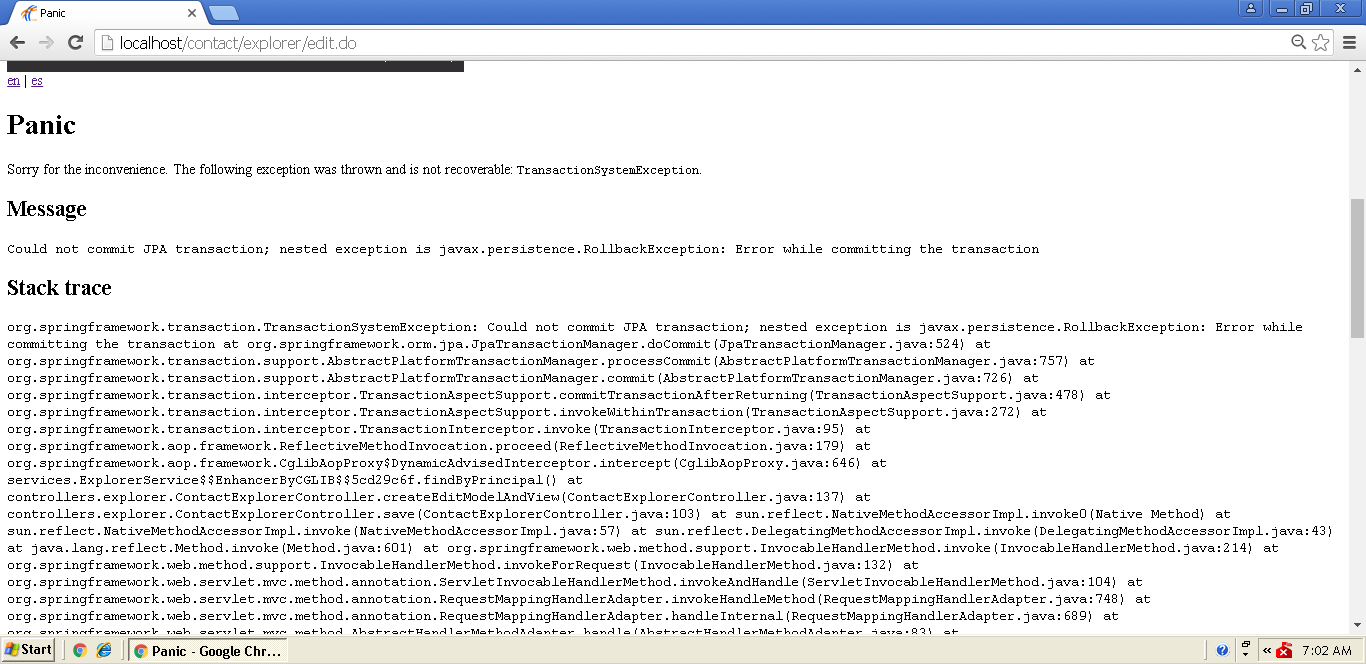 Panic
localhost/contact/explorer/edit.do
en | es
Panic
Sorry for the inconvenience. The following exception was thrown and is not recoverable: TransactionSystemException.
Message
Could not commit JPA transaction; nested exception is javax.persistence.RollbackException: Error while committing the transaction
Stack trace
org.springframework.transaction.TransactionSystemException: Could not commit JPA transaction; nested exception is javax.persistence.RollbackException: Error while
committing the transaction at org.springframework.orm.jpa.JpaTransactionManager.doCommit(JpaTransactionManager.java:524) at
org.springframework.transaction.support.AbstractPlatformTransactionManager.processCommit(AbstractPlatformTransactionManager.java:757) at
org.springframework.transaction.support.AbstractPlatformTransactionManager.commit(AbstractPlatformTransactionManager.java:726) at
org.springframework.transaction.interceptor.TransactionAspectSupport.commitTransactionAfterReturning(TransactionAspectSupport.java:478) at
org.springframework.transaction.interceptor.TransactionAspectSupport.invokeWithinTransaction(TransactionAspectSupport.java:272) at
org.springframework.transaction.interceptor.TransactionInterceptor.invoke(TransactionInterceptor.java:95) at
org.springframework.aop.framework.ReflectiveMethodInvocation.proceed(ReflectiveMethodInvocation.java:179) at
org.springframework.aop.framework.CglibAopProxy$DynamicAdvisedInterceptor.intercept(CglibAopProxy.java:646) at
services.ExplorerService$$EnhancerByCGLIB$$5cd29c6f.findByPrincipal() at
controllers.explorer.ContactExplorerController.createEditModelAndView(ContactExplorerController.java:137) at
controllers.explorer.ContactExplorerController.save(ContactExplorerController.java:103) at sun.reflect.NativeMethodAccessorImpl.invoke0(Native Method) at
sun.reflect.NativeMethodAccessorImpl.invoke(NativeMethodAccessorImpl.java:57) at sun.reflect.DelegatingMethodAccessorImpl.invoke(DelegatingMethodAccessorImpl.java:43)
at java.lang.reflect.Method.invoke(Method.java:601) at org.springframework.web.method.support.InvocableHandlerMethod.invoke(InvocableHandlerMethod.java:214) at
org.springframework.web.method.support.InvocableHandlerMethod.invokeForRequest(InvocableHandlerMethod.java:132) at
org.springframework.web.servlet.mvc.method.annotation.ServletInvocableHandlerMethod.invokeAndHandle(ServletInvocableHandlerMethod.java:104) at
org.springframework.web.servlet.mvc.method.annotation.RequestMappingHandlerAdapter.invokeHandleMethod(RequestMappingHandlerAdapter.java:748) at
org.springframework.web.servlet.mvc.method.annotation.RequestMappingHandlerAdapter.handleInternal(RequestMappingHandlerAdapter.java:689) at
org.springframework.web.servlet.mvc.method.AbstractHandlerMethodAdapter.handle(AbstractHandlerMethodAdapter.java:83) at
Start
Panic - Google Chr...
7:02 AM